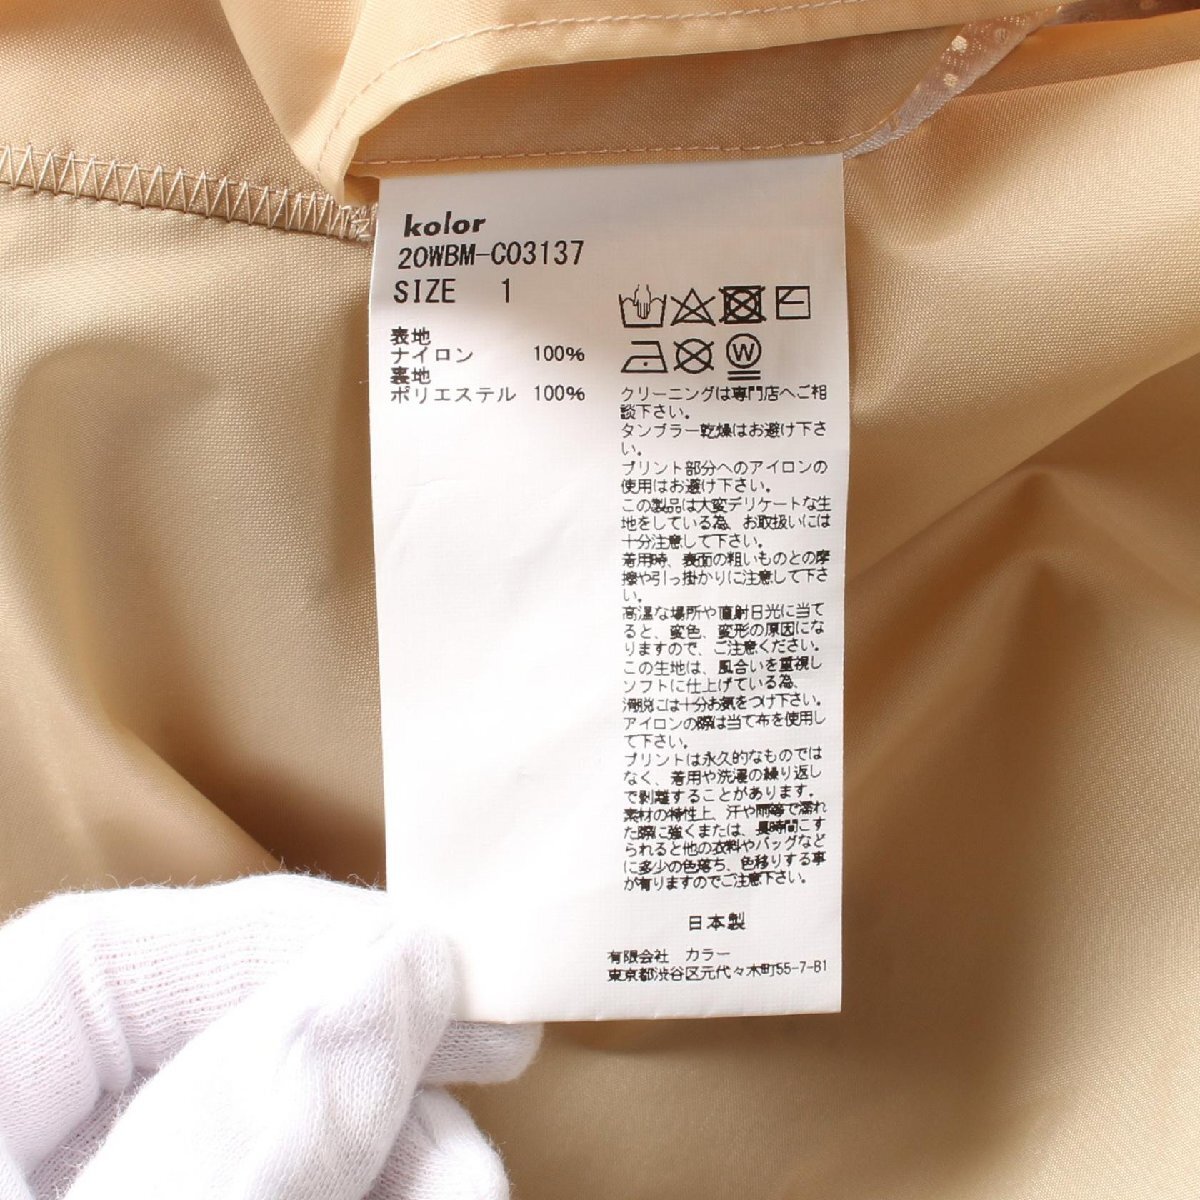 kolor
20WBM-C03137
SIZE 1
表地
ナイロン 100%
裏地
ポリエステル 100%
W
クリーニングは専門店へご相
談下さい。
タンブラー乾燥はお避け下さ
い。
プリント部分へのアイロンの
使用はお避け下さい。
この製品は大変デリケートな生
地をしている為、お取扱いには
十分注意して下さい。
着用時、表面の粗いものとの摩
擦や引っ掛かりに注意して下さ
い。
高温な場所や直射日光に当て
ると、変色、変形の原因にな
りますので、ご注意ください。
この生地は、風合いを重視し
ソフトに仕上げている為、
滑脱には十分お気をつけ下さい。
アイロンの際は当て布を使用し
て下さい。
プリントは永久的なものでは
なく、着用や洗濯の繰り返し
で剥離することがあります。
素材の特性上、汗や雨等で濡れ
た際に強くまたは、長時間こす
られると他の衣料やバッグなど
に多少の色落ち、色移りする事
が有りますのでご注意下さい。
日本製
有限会社 カラー
東京都渋谷区元代々木町55-7-B1